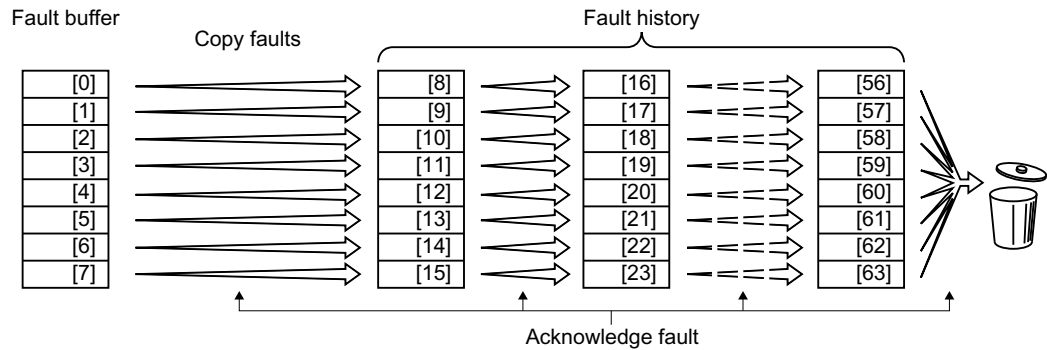 Fault buffer
Copy faults
Fault history
[0] [8] [16] [56]
[1] [9] [17] [57]
[2] [10] [18] [58]
[3] [11] [19] [59]
[4] [12] [20] [60]
[5] [13] [21] [61]
[6] [14] [22] [62]
[7] [15] [23] [63]
Acknowledge fault